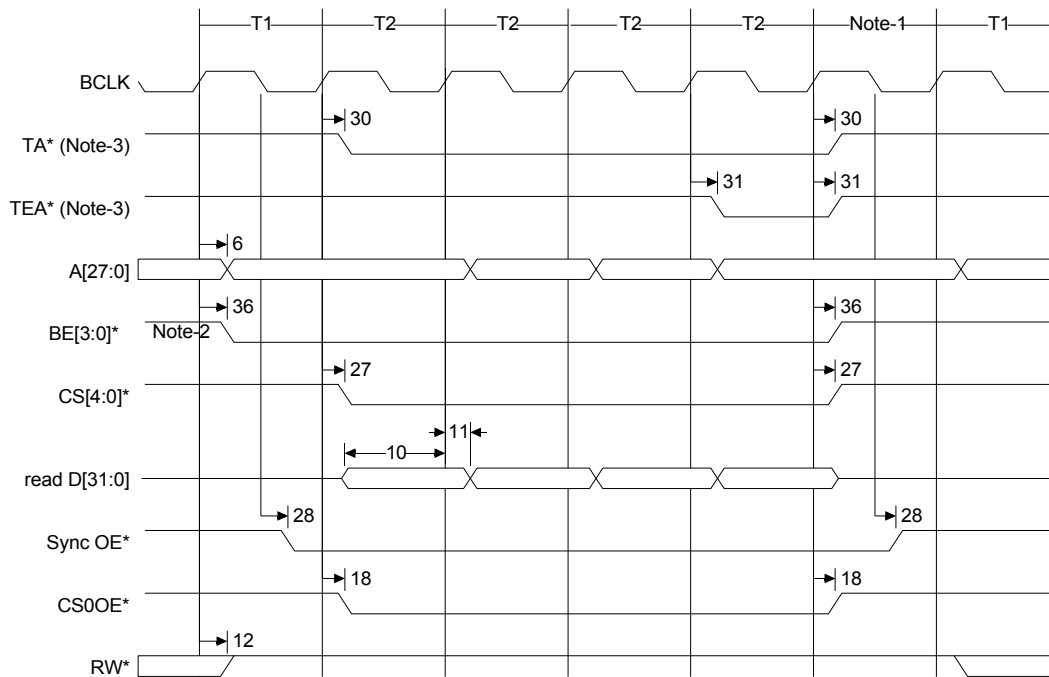 T1 T2 T2 T2 T2 Note-1 T1
BCLK
30 30
TA* (Note-3)
31 31
TEA* (Note-3)
6
A[27:0]
36 36
BE[3:0]* Note-2
27 27
CS[4:0]*
11
10
read D[31:0]
28 28
Sync OE*
18 18
CS0OE*
12
RW*